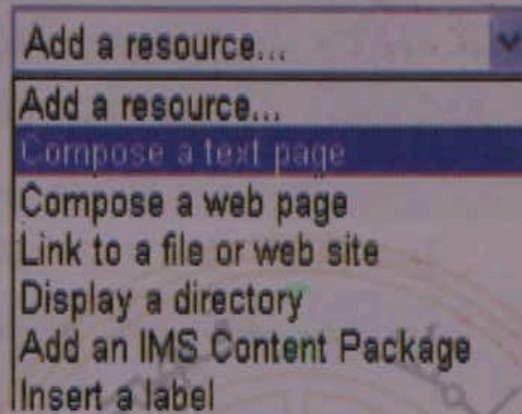 Add a resource...
Add a resource...
Compose a text page
Compose a web page
Link to a file or web site
Display a directory
Add an IMS Content Package
Insert a label